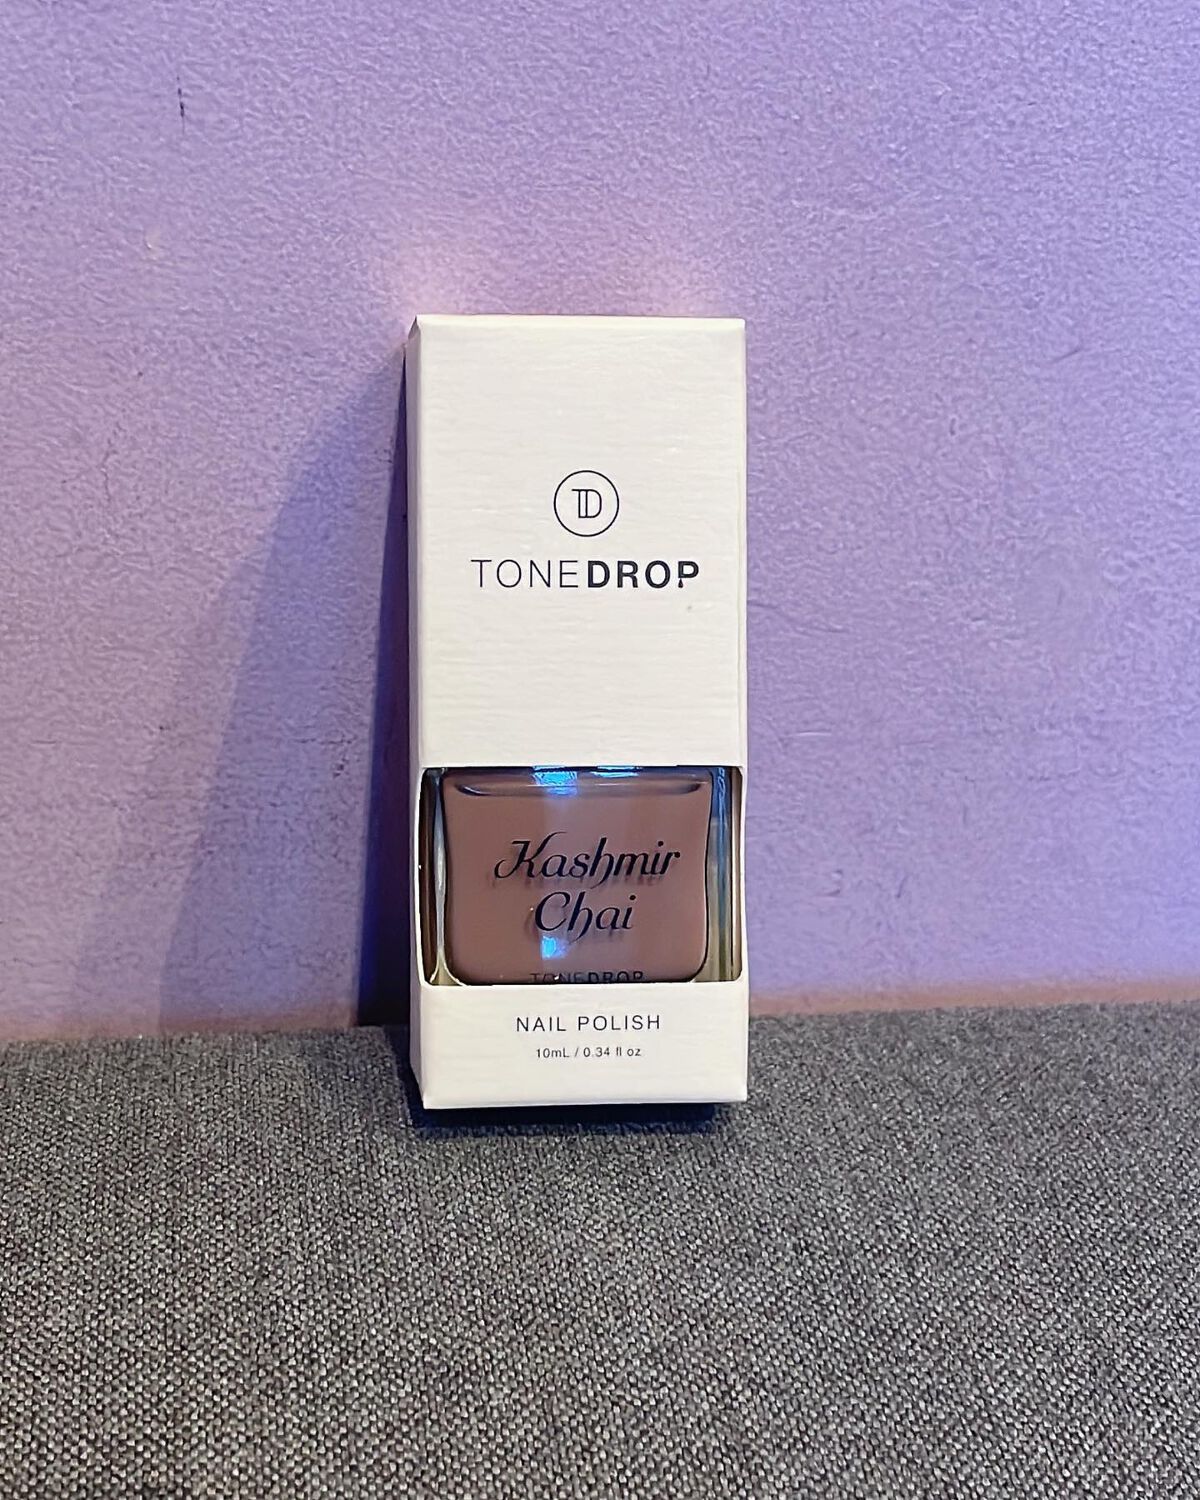 TD
TONEDROP
Kashmir
Chai
TONEDROP
NAIL POLISH
10mL / 0.34 fl oz